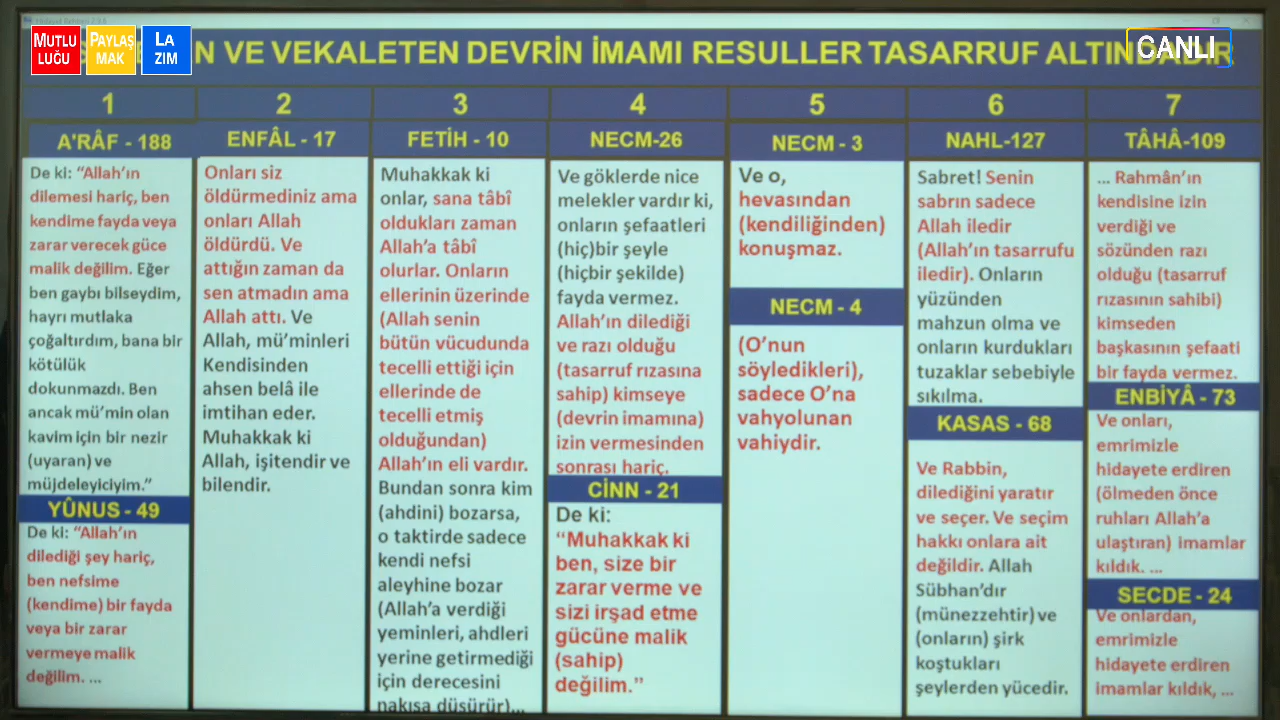 Hidayet Rehberi 2.9.6
MUTLU
LUĞU
PAYLAŞ
MAK
LA
ZIM
CANLI
N VE VEKALETEN DEVRİN İMAMI RESULLER TASARRUF ALTINDADIR
1
A'RÂF - 188
De ki: “Allah’ın
dilemesi hariç, ben
kendime fayda veya
zarar verecek güce
malik değilim. Eğer
ben gaybı bilseydim,
hayrı mutlaka
çoğaltırdım, bana bir
kötülük
dokunmazdı. Ben
ancak mü’min olan
kavim için bir nezir
(uyaran) ve
müjdeleyiciyim.”
YÛNUS - 49
De ki: “Allah’ın
dilediği şey hariç,
ben nefsime
(kendime) bir fayda
veya bir zarar
vermeye malik
değilim. ...
2
ENFÂL - 17
Onları siz
öldürmediniz ama
onları Allah
öldürdü. Ve
attığın zaman da
sen atmadın ama
Allah attı. Ve
Allah, mü’minleri
Kendisinden
ahsen belâ ile
imtihan eder.
Muhakkak ki
Allah, işitendir ve
bilendir.
3
FETİH - 10
Muhakkak ki
onlar, sana tâbî
oldukları zaman
Allah’a tâbî
olurlar. Onların
ellerinin üzerinde
(Allah senin
bütün vücudunda
tecelli ettiği için
ellerinde de
tecelli etmiş
olduğundan)
Allah’ın eli vardır.
Bundan sonra kim
(ahdini) bozarsa,
o taktirde sadece
kendi nefsi
aleyhine bozar
(Allah’a verdiği
yeminleri, ahdleri
yerine getirmediği
için derecesini
nakısa düşürür)...
4
NECM-26
Ve göklerde nice
melekler vardır ki,
onların şefaatleri
(hiç)bir şeyle
(hiçbir şekilde)
fayda vermez.
Allah’ın dilediği
ve razı olduğu
(tasarruf rızasına
sahip) kimseye
(devrin imamına)
izin vermesinden
sonrası hariç.
CİNN - 21
De ki:
“Muhakkak ki
ben, size bir
zarar verme ve
sizi irşad etme
gücüne malik
(sahip)
değilim.”
5
NECM - 3
Ve o,
hevasından
(kendiliğinden)
konuşmaz.
NECM - 4
(O’nun
söyledikleri),
sadece O’na
vahyolunan
vahiydir.
6
NAHL-127
Sabret! Senin
sabrın sadece
Allah iledir
(Allah’ın tasarrufu
iledir). Onların
yüzünden
mahzun olma ve
onların kurdukları
tuzaklar sebebiyle
sıkılma.
KASAS - 68
Ve Rabbin,
dilediğini yaratır
ve seçer. Ve seçim
hakkı onlara ait
değildir. Allah
Sübhan’dır
(münezzehtir) ve
(onların) şirk
koştukları
şeylerden yücedir.
7
TÂHÂ-109
... Rahmân’ın
kendisine izin
verdiği ve
sözünden razı
olduğu (tasarruf
rızasının sahibi)
kimseden
başkasının şefaati
bir fayda vermez.
ENBİYÂ - 73
Ve onları,
emrimizle
hidayete erdiren
(ölmeden önce
ruhları Allah’a
ulaştıran) imamlar
kıldık. ...
SECDE - 24
Ve onlardan,
emrimizle
hidayete erdiren
imamlar kıldık, ...